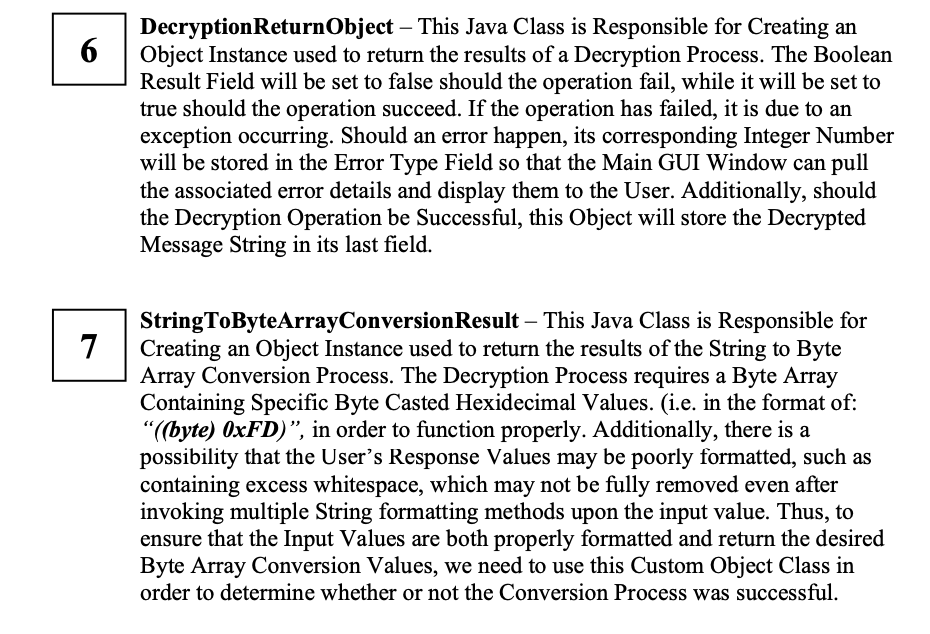 6
DecryptionReturnObject – This Java Class is Responsible for Creating an
Object Instance used to return the results of a Decryption Process. The Boolean
Result Field will be set to false should the operation fail, while it will be set to
true should the operation succeed. If the operation has failed, it is due to an
exception occurring. Should an error happen, its corresponding Integer Number
will be stored in the Error Type Field so that the Main GUI Window can pull
the associated error details and display them to the User. Additionally, should
the Decryption Operation be Successful, this Object will store the Decrypted
Message String in its last field.
7
StringToByteArrayConversionResult – This Java Class is Responsible for
Creating an Object Instance used to return the results of the String to Byte
Array Conversion Process. The Decryption Process requires a Byte Array
Containing Specific Byte Casted Hexidecimal Values. (i.e. in the format of:
“((byte) 0xFD)”, in order to function properly. Additionally, there is a
possibility that the User’s Response Values may be poorly formatted, such as
containing excess whitespace, which may not be fully removed even after
invoking multiple String formatting methods upon the input value. Thus, to
ensure that the Input Values are both properly formatted and return the desired
Byte Array Conversion Values, we need to use this Custom Object Class in
order to determine whether or not the Conversion Process was successful.